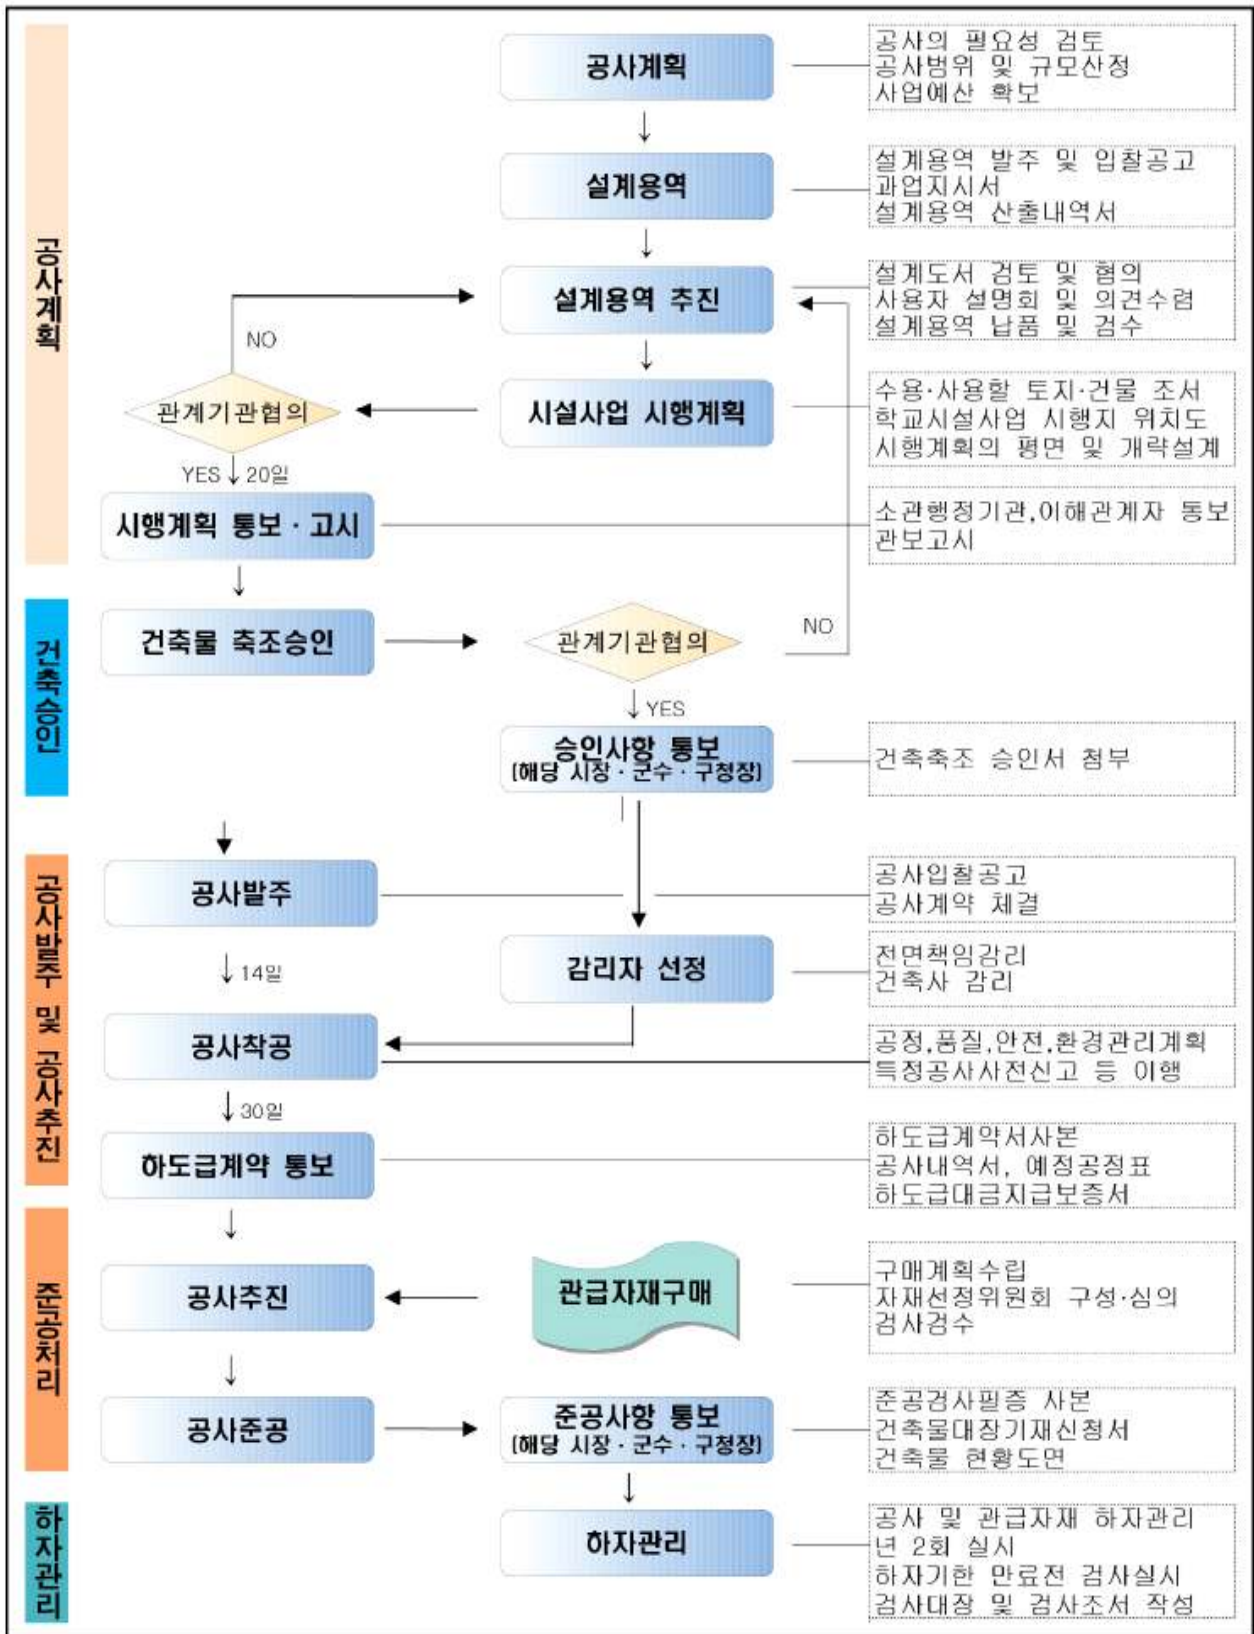 공사계획
공사계획
공사의 필요성 검토
공사범위 및 규모산정
사업예산 확보
설계용역
설계용역 발주 및 입찰공고
과업지시서
설계용역 산출내역서
설계용역 추진
설계도서 검토 및 협의
사용자 설명회 및 의견수렴
설계용역 납품 및 검수
NO
관계기관협의
시설사업 시행계획
수용·사용할 토지·건물 조서
학교시설사업 시행지 위치도
시행계획의 평면 및 개략설계
YES 20일
시행계획 통보·고시
소관행정기관,이해관계자 통보
관보고시
건축승인
건축물 축조승인
관계기관협의
NO
YES
승인사항 통보
(해당 시장·군수·구청장)
건축축조 승인서 첨부
공사발주 및 공사추진
공사발주
공사입찰공고
공사계약 체결
14일
감리자 선정
전면책임감리
건축사 감리
공사착공
공정,품질,안전,환경관리계획
특정공사사전신고 등 이행
30일
하도급계약 통보
하도급계약서사본
공사내역서, 예정공정표
하도급대금지급보증서
준공처리
공사추진
관급자재구매
구매계획수립
자재선정위원회 구성·심의
검사검수
공사준공
준공사항 통보
(해당 시장·군수·구청장)
준공검사필증 사본
건축물대장기재신청서
건축물 현황도면
하자관리
하자관리
공사 및 관급자재 하자관리
년 2회 실시
하자기한 만료전 검사실시
검사대장 및 검사조서 작성